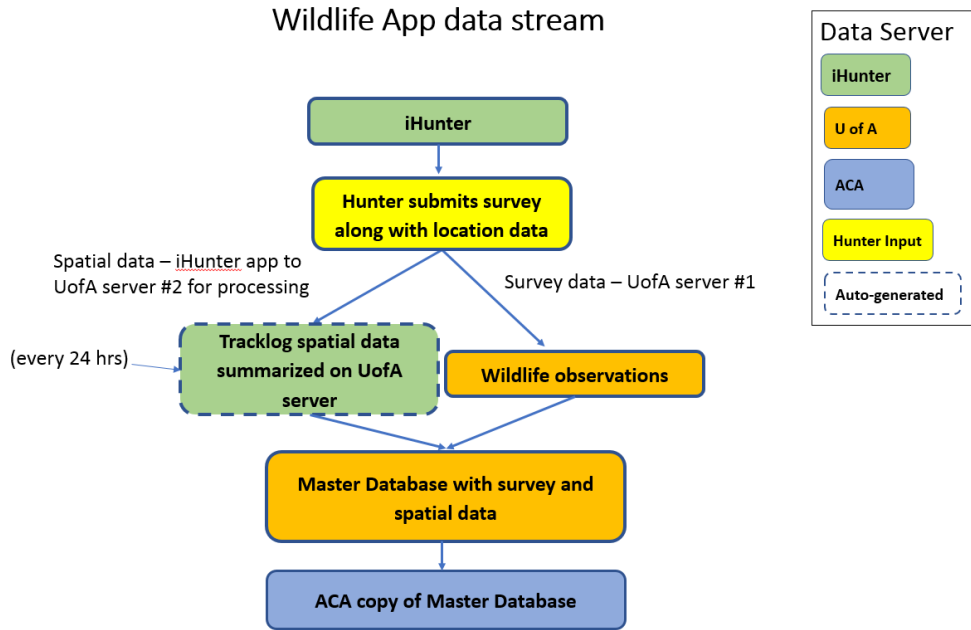 Wildlife App data stream
Data Server
iHunter
U of A
ACA
Hunter Input
Auto-generated
iHunter
Hunter submits survey
along with location data
Spatial data – iHunter app to
UofA server #2 for processing
Survey data – UofA server #1
(every 24 hrs)
Tracklog spatial data
summarized on UofA
server
Wildlife observations
Master Database with survey and
spatial data
ACA copy of Master Database